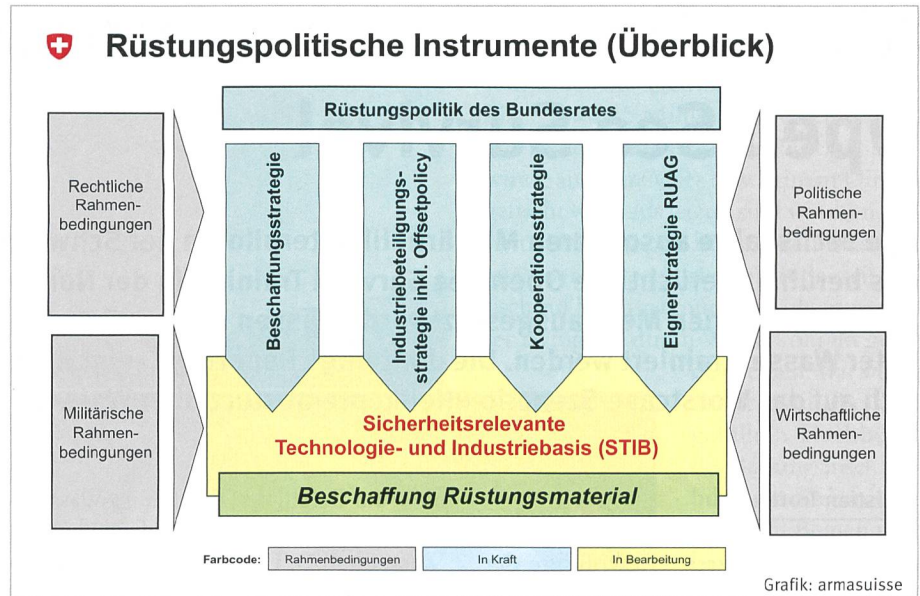 Rüstungspolitische Instrumente (Überblick)
Rüstungspolitik des Bundesrates
Rechtliche
Rahmen-
bedingungen
Militärische
Rahmen-
bedingungen
Beschaffungsstrategie
Industriebeteiligungs-
strategie inkl. Offsetpolicy
Kooperationsstrategie
Eignerstrategie RUAG
Politische
Rahmen-
bedingungen
Wirtschaftliche
Rahmen-
bedingungen
Sicherheitsrelevante
Technologie- und Industriebasis (STIB)
Beschaffung Rüstungsmaterial
Farbcode: Rahmenbedingungen In Kraft In Bearbeitung
Grafik: armasuisse